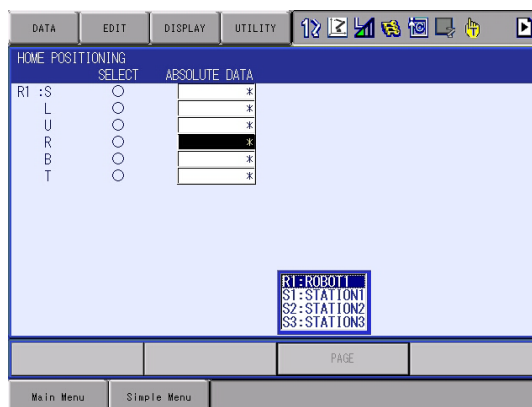 DATA EDIT DISPLAY UTILITY
HOME POSITIONING
SELECT ABSOLUTE DATA
R1 :S *
L *
U *
R *
B *
T *
R1:ROBOT1
S1:STATION1
S2:STATION2
S3:STATION3
PAGE
Main Menu Simple Menu